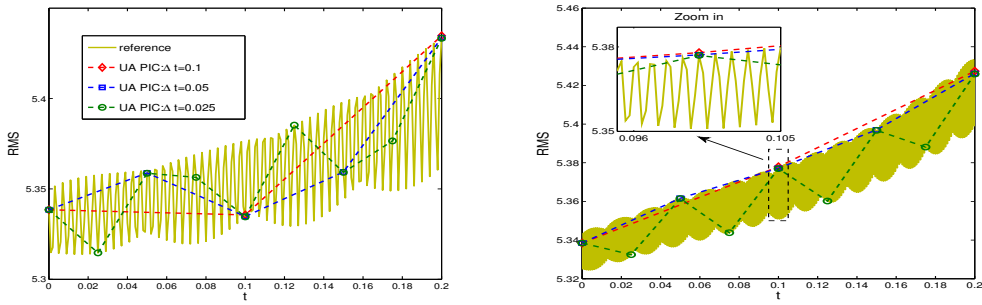 RMS
5.4
5.35
5.3
reference
UA PIC:Δ t=0.1
UA PIC:Δ t=0.05
UA PIC:Δ t=0.025
0 0.02 0.04 0.06 0.08 0.1 0.12 0.14 0.16 0.18 0.2
t
RMS
5.46
5.44
5.42
5.4
5.38
5.36
5.34
5.32
Zoom in
5.38
5.35
0.096 0.105
0 0.02 0.04 0.06 0.08 0.1 0.12 0.14 0.16 0.18 0.2
t